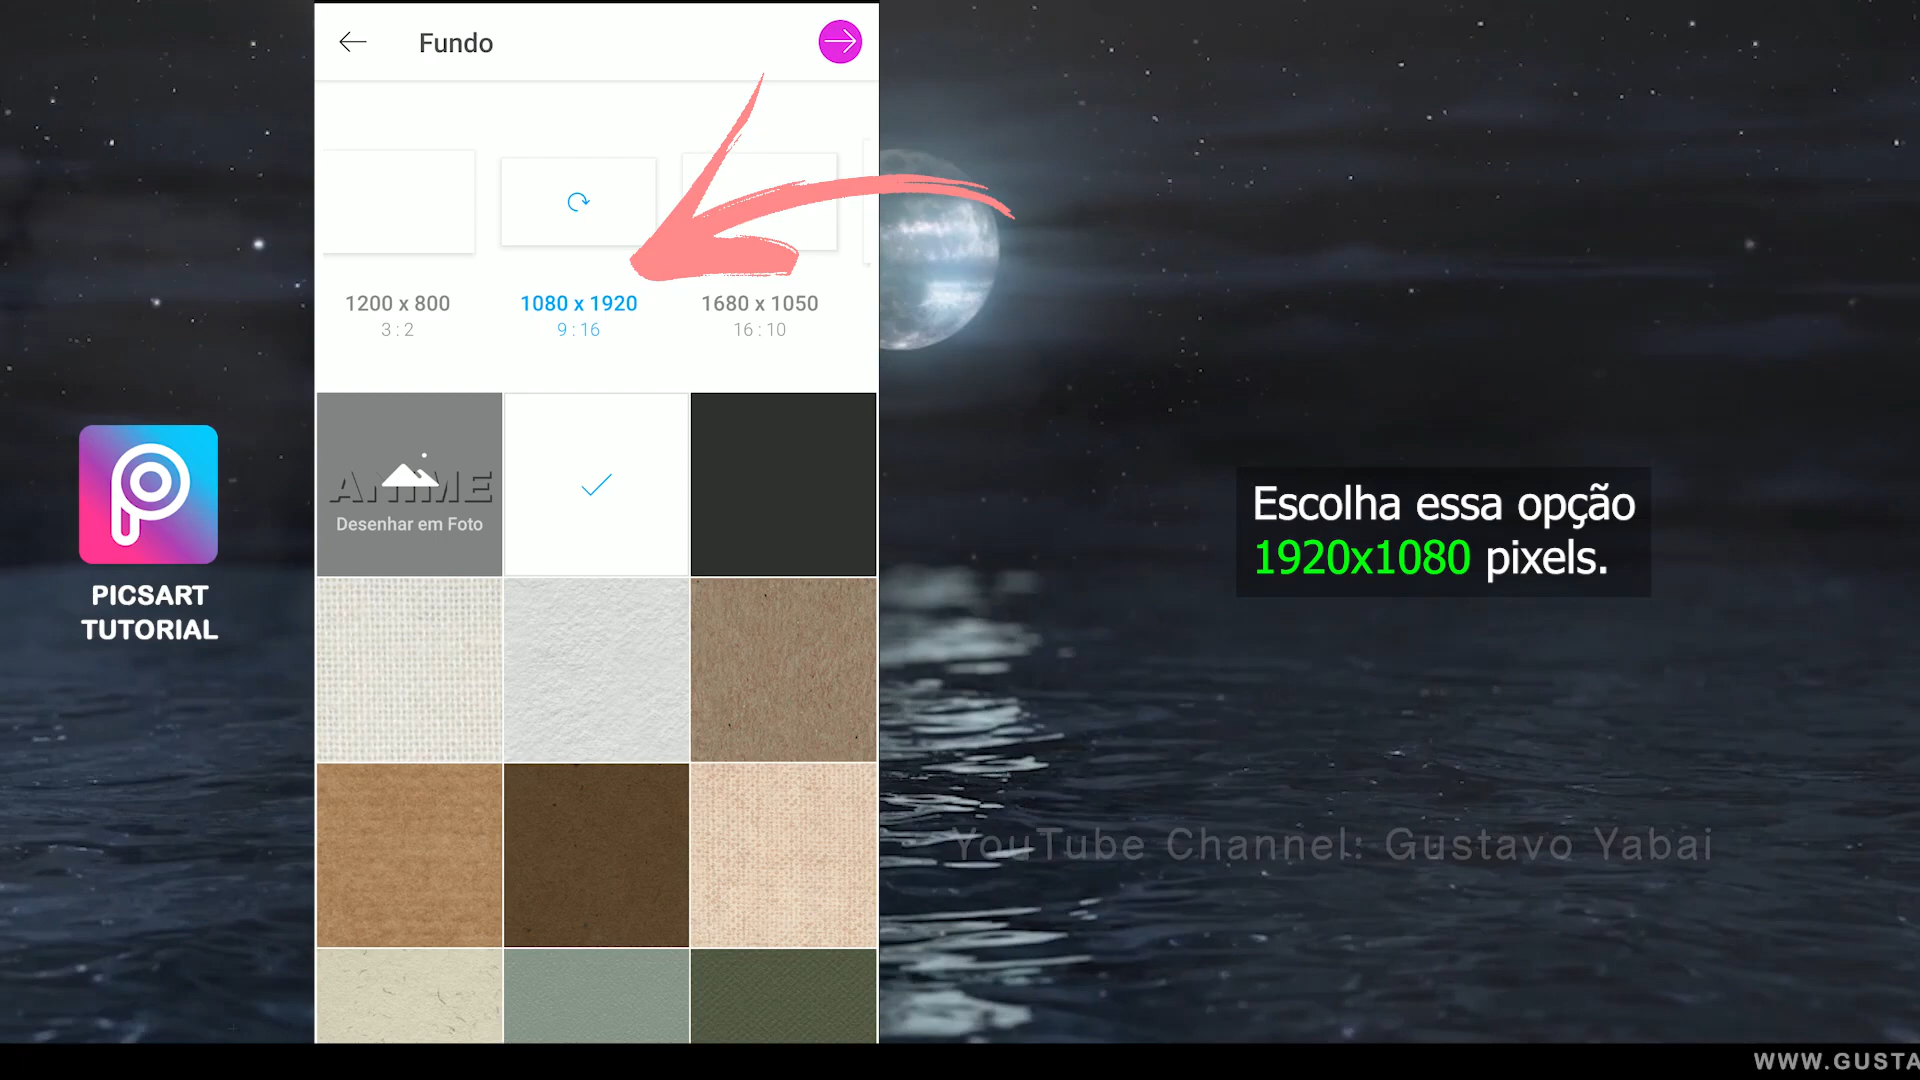 Fundo
1200 x 800
3 : 2
1080 x 1920
9 : 16
1680 x 1050
16 : 10
ANIME
Desenhar em Foto
PICSART
TUTORIAL
Escolha essa opção
1920x1080 pixels.
YouTube Channel: Gustavo Yabai
WWW.GUSTA